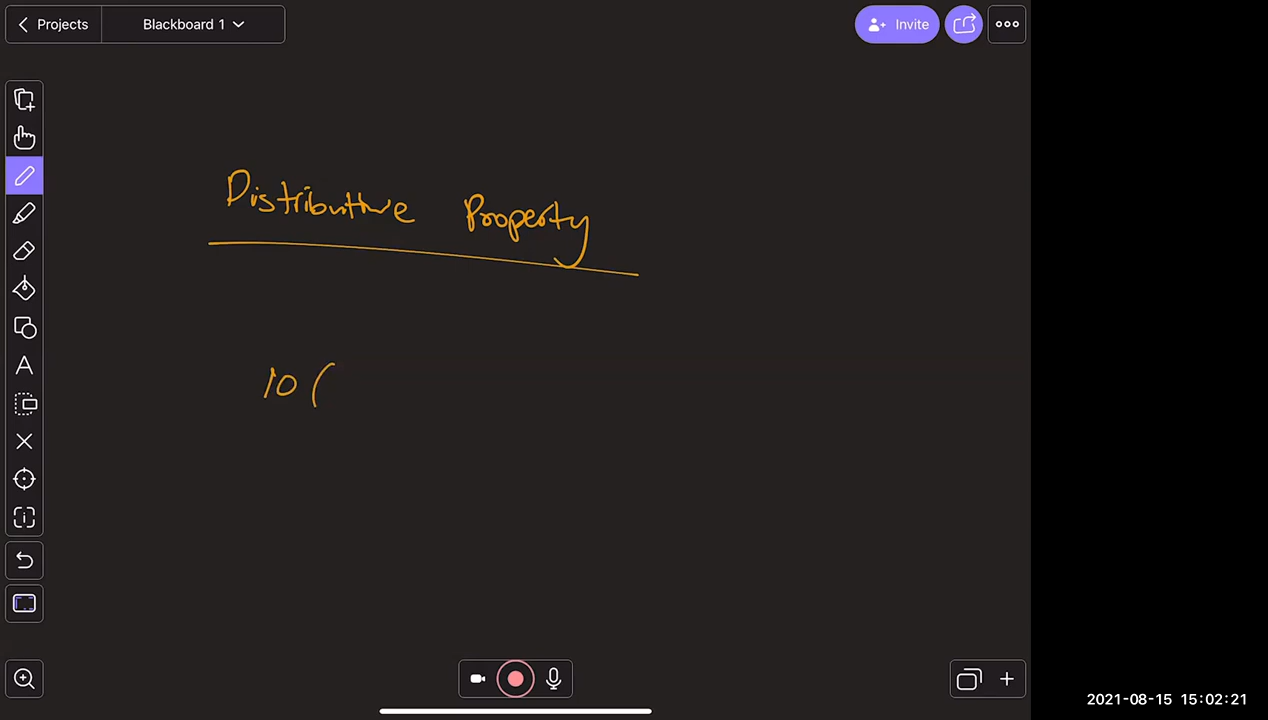 Projects
Blackboard 1
Invite
Distributive Property
10 (
A
2021-08-15 15:02:21